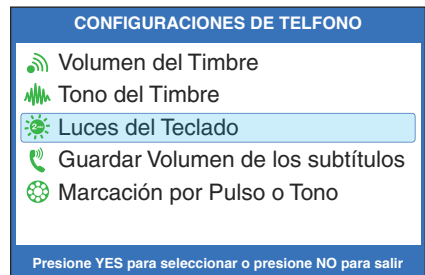 CONFIGURACIONES DE TELFONO
Volumen del Timbre
Tono del Timbre
Luces del Teclado
Guardar Volumen de los subtítulos
Marcación por Pulso o Tono
Presione YES para seleccionar o presione NO para salir